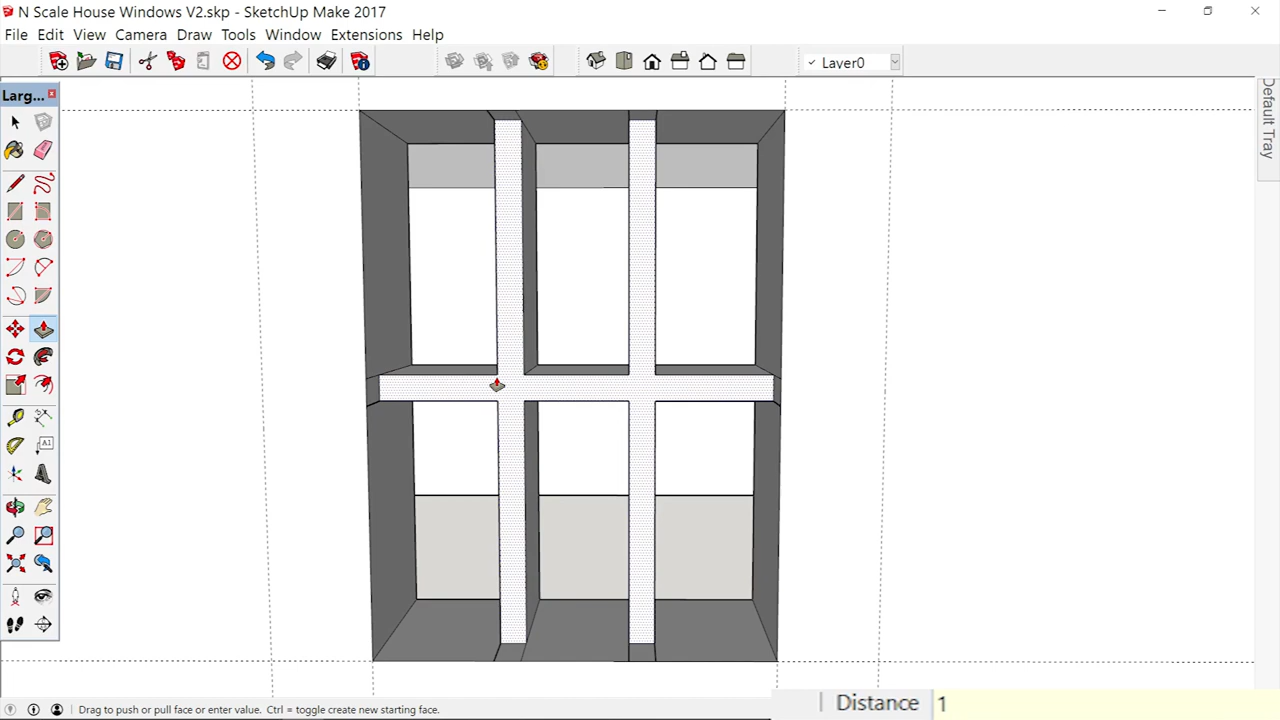 N Scale House Windows V2.skp - SketchUp Make 2017
File Edit View Camera Draw Tools Window Extensions Help
✓ Layer0
Larg...
Default Tray
A1
Drag to push or pull face or enter value. Ctrl = toggle create new starting face.
Distance 1